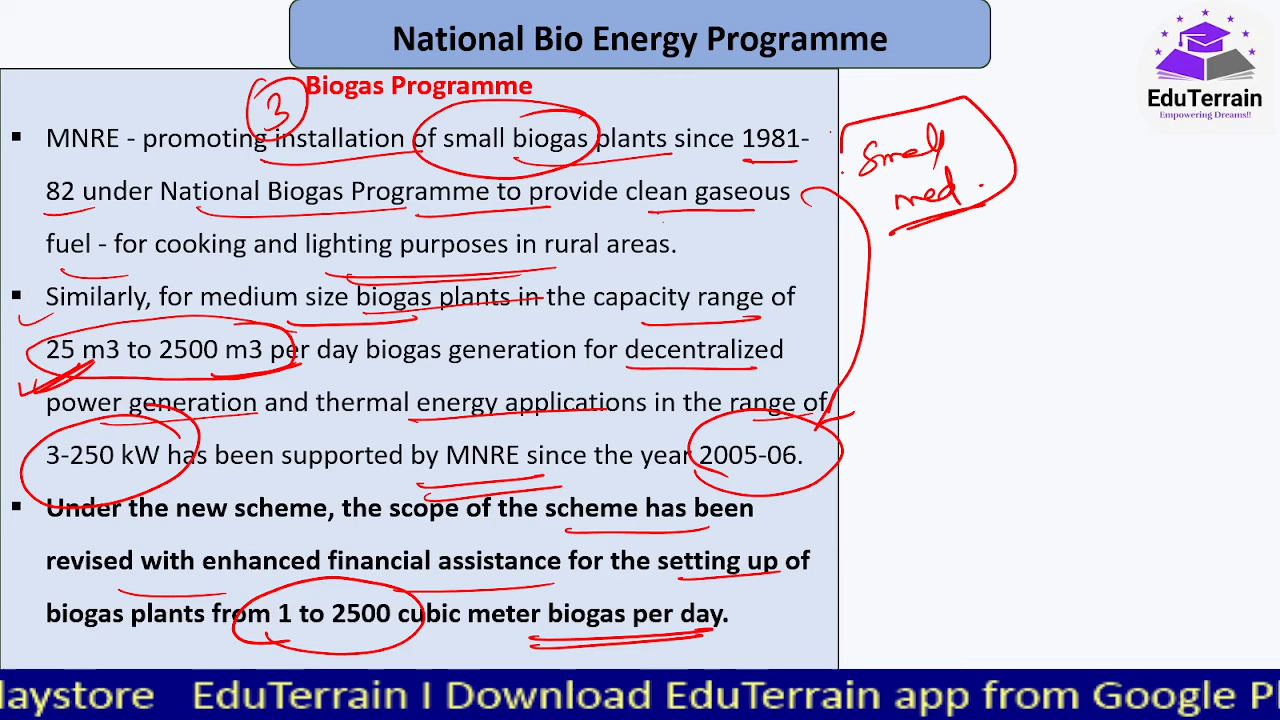 National Bio Energy Programme
EduTerrain
Empowering Dreams!!
Biogas Programme
3
▪ MNRE - promoting installation of small biogas plants since 1981-
82 under National Biogas Programme to provide clean gaseous
fuel - for cooking and lighting purposes in rural areas.
small
med.
▪ Similarly, for medium size biogas plants in the capacity range of
25 m3 to 2500 m3 per day biogas generation for decentralized
power generation and thermal energy applications in the range of
3-250 kW has been supported by MNRE since the year 2005-06.
▪ Under the new scheme, the scope of the scheme has been
revised with enhanced financial assistance for the setting up of
biogas plants from 1 to 2500 cubic meter biogas per day.
laystore EduTerrain I Download EduTerrain app from Google Pl